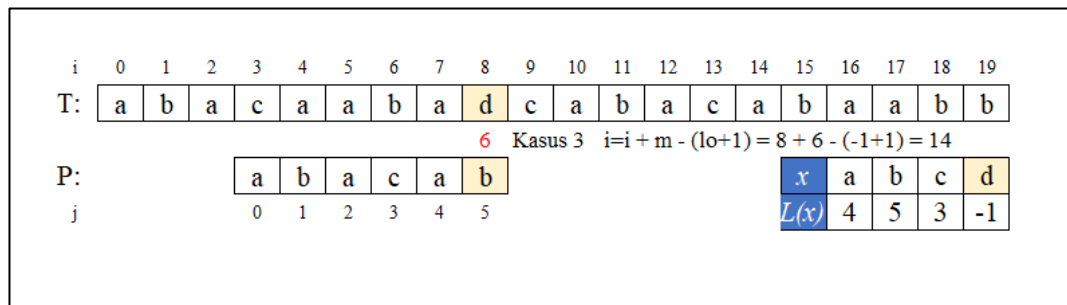 i 0 1 2 3 4 5 6 7 8 9 10 11 12 13 14 15 16 17 18 19
T: a b a c a a b a d c a b a c a b a a b b
6 Kasus 3 i=i + m - (lo+1) = 8 + 6 - (-1+1) = 14
P: a b a c a b x a b c d
j 0 1 2 3 4 5 L(x) 4 5 3 -1